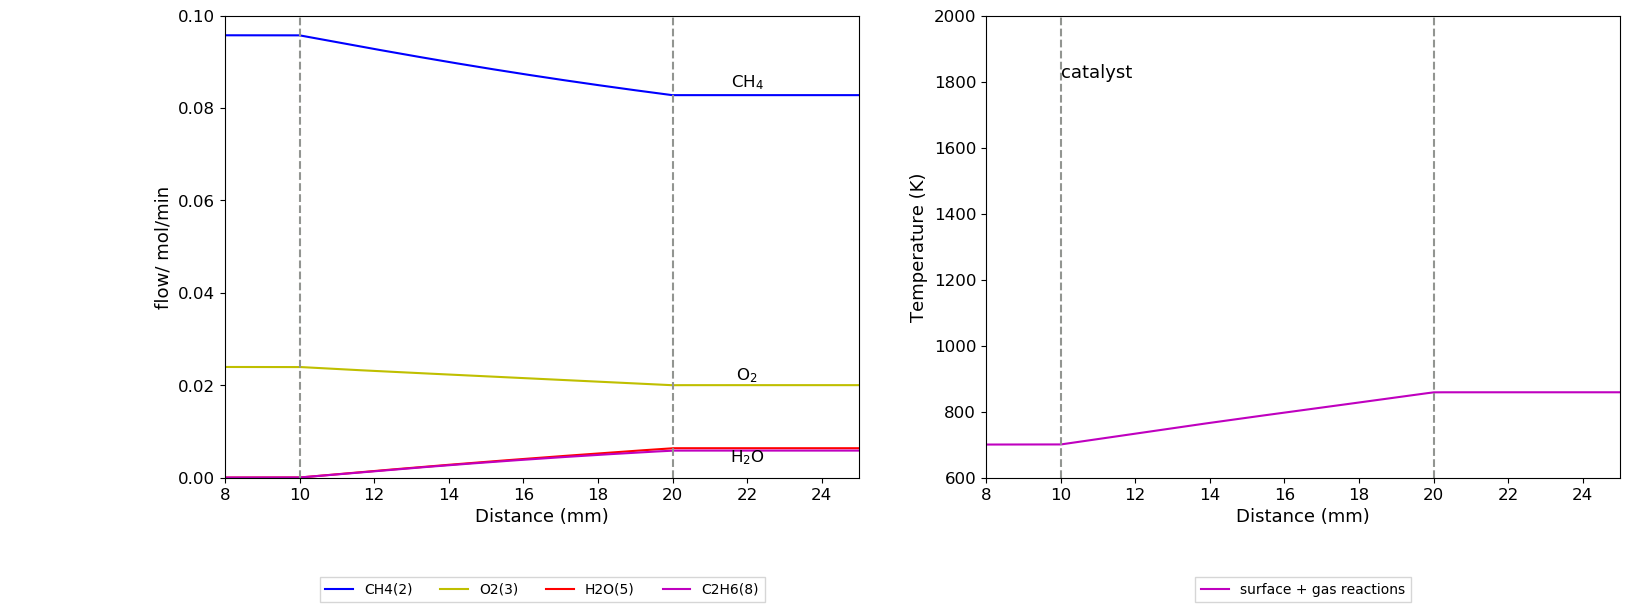 0.10
0.08
0.06
0.04
0.02
0.00
flow/ mol/min
CH₄
O₂
H₂O
8 10 12 14 16 18 20 22 24
Distance (mm)
CH4(2) O2(3) H2O(5) C2H6(8)
2000
1800
1600
1400
1200
1000
800
600
Temperature (K)
catalyst
8 10 12 14 16 18 20 22 24
Distance (mm)
surface + gas reactions